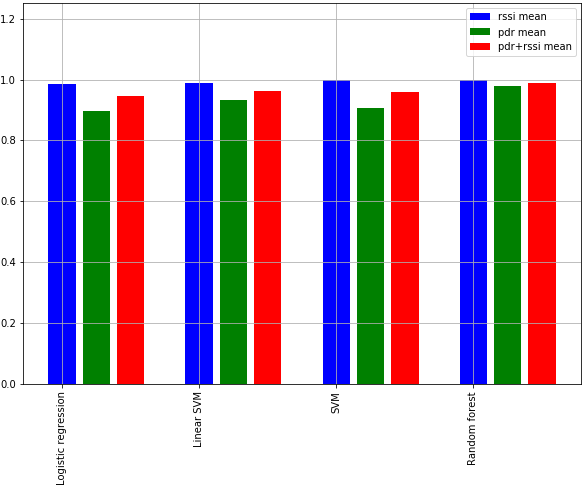 1.2
1.0
0.8
0.6
0.4
0.2
0.0
rssi mean
pdr mean
pdr+rssi mean
Logistic regression
Linear SVM
SVM
Random forest